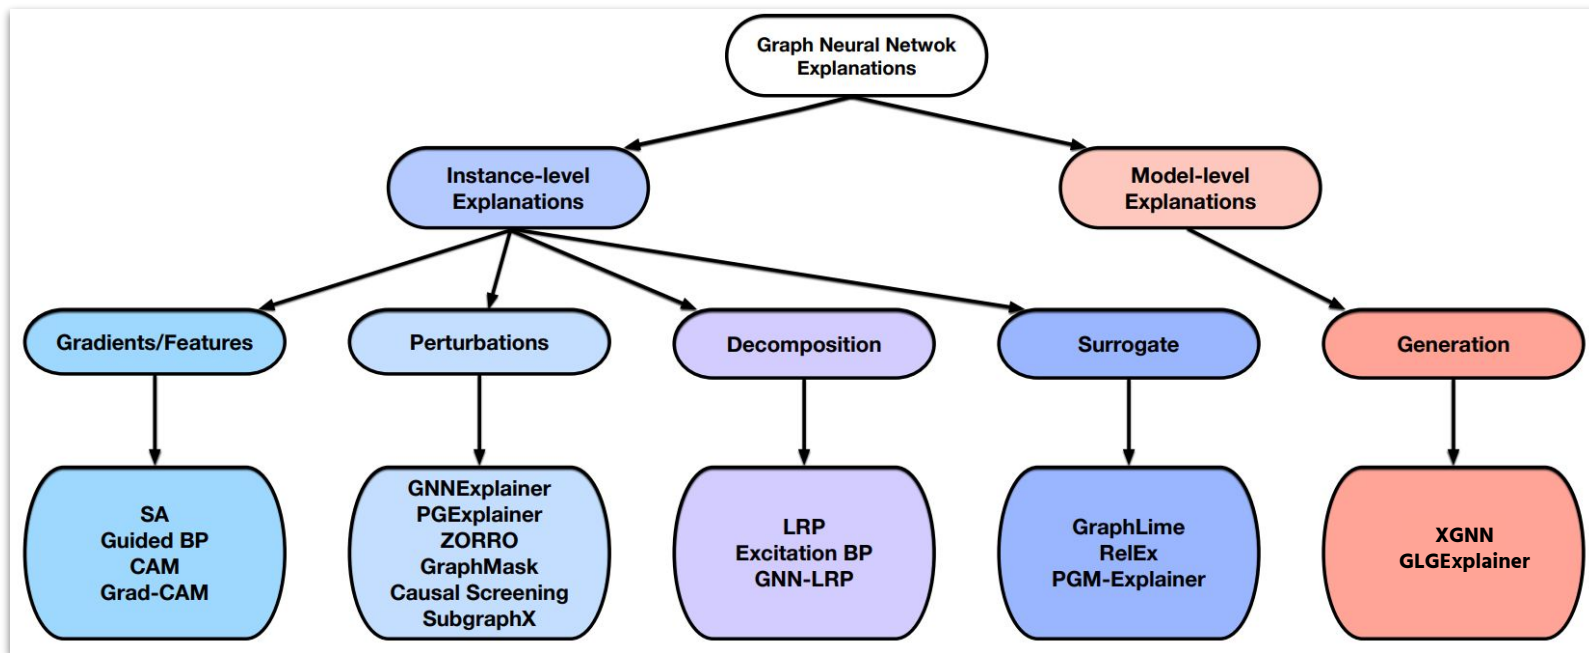 Graph Neural Netwok
Explanations
Instance-level
Explanations
Model-level
Explanations
Gradients/Features
Perturbations
Decomposition
Surrogate
Generation
SA
Guided BP
CAM
Grad-CAM
GNNExplainer
PGExplainer
ZORRO
GraphMask
Causal Screening
SubgraphX
LRP
Excitation BP
GNN-LRP
GraphLime
RelEx
PGM-Explainer
XGNN
GLGExplainer